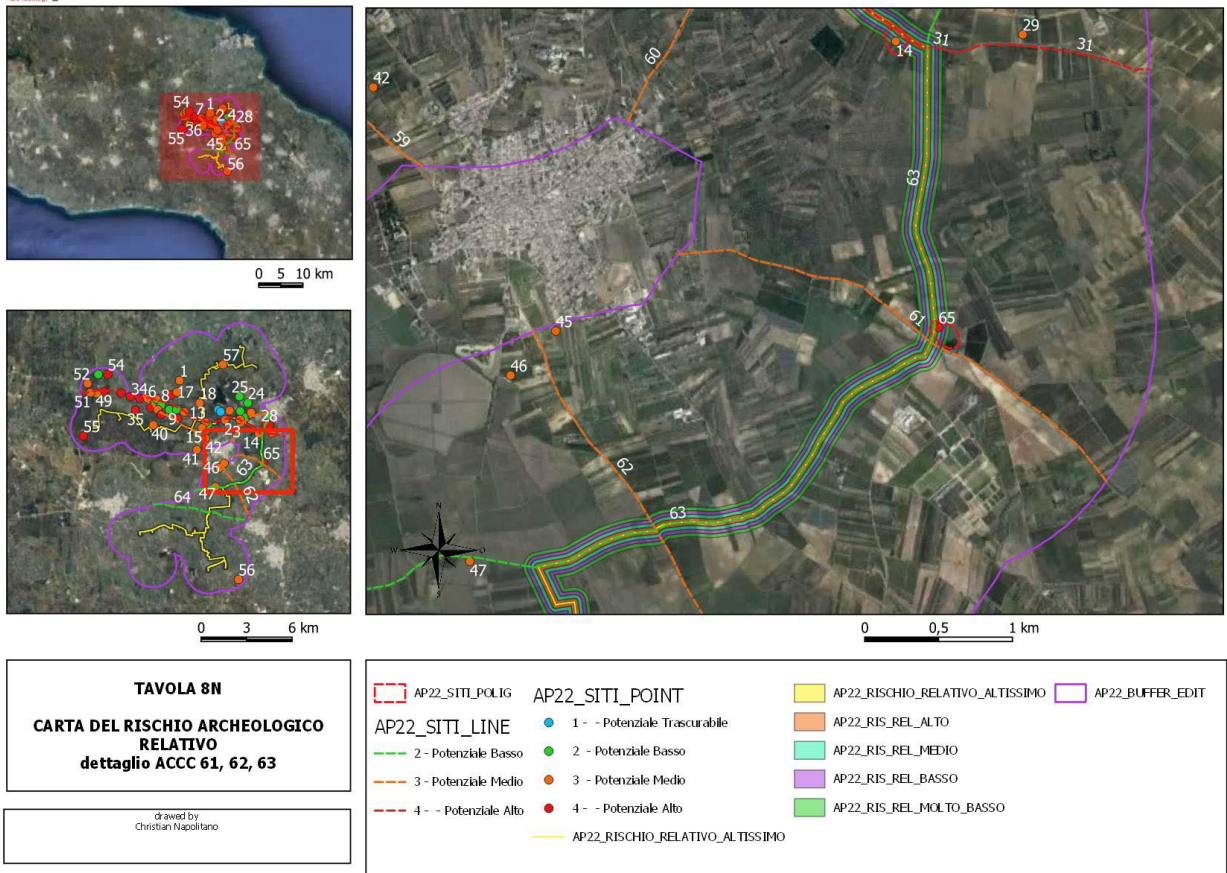 54 7 1
2 4 28
55 36
45 65
56
0 5 10 km
57
52 54 1
51 49 34 6 8 17 18 25 24
35 9 13 23 28
55 40 15 14
41 42 65
46 63
47 62
64
56
0 3 6 km
42
59
60
14
31
29
31
63
61
65
45
46
62
63
47
N
W
O
S
0 0,5 1 km
TAVOLA 8N
CARTA DEL RISCHIO ARCHEOLOGICO
RELATIVO
dettaglio ACCC 61, 62, 63
drawed by
Christian Napolitano
AP22_SITI_POLIG
AP22_SITI_LINE
2 - Potenziale Basso
3 - Potenziale Medio
4 - - Potenziale Alto
AP22_SITI_POINT
1 - - Potenziale Trascurabile
2 - Potenziale Basso
3 - Potenziale Medio
4 - - Potenziale Alto
AP22_RISCHIO_RELATIVO_ALTISSIMO
AP22_RISCHIO_RELATIVO_ALTISSIMO
AP22_RIS_REL_ALTO
AP22_RIS_REL_MEDIO
AP22_RIS_REL_BASSO
AP22_RIS_REL_MOLTO_BASSO
AP22_BUFFER_EDIT